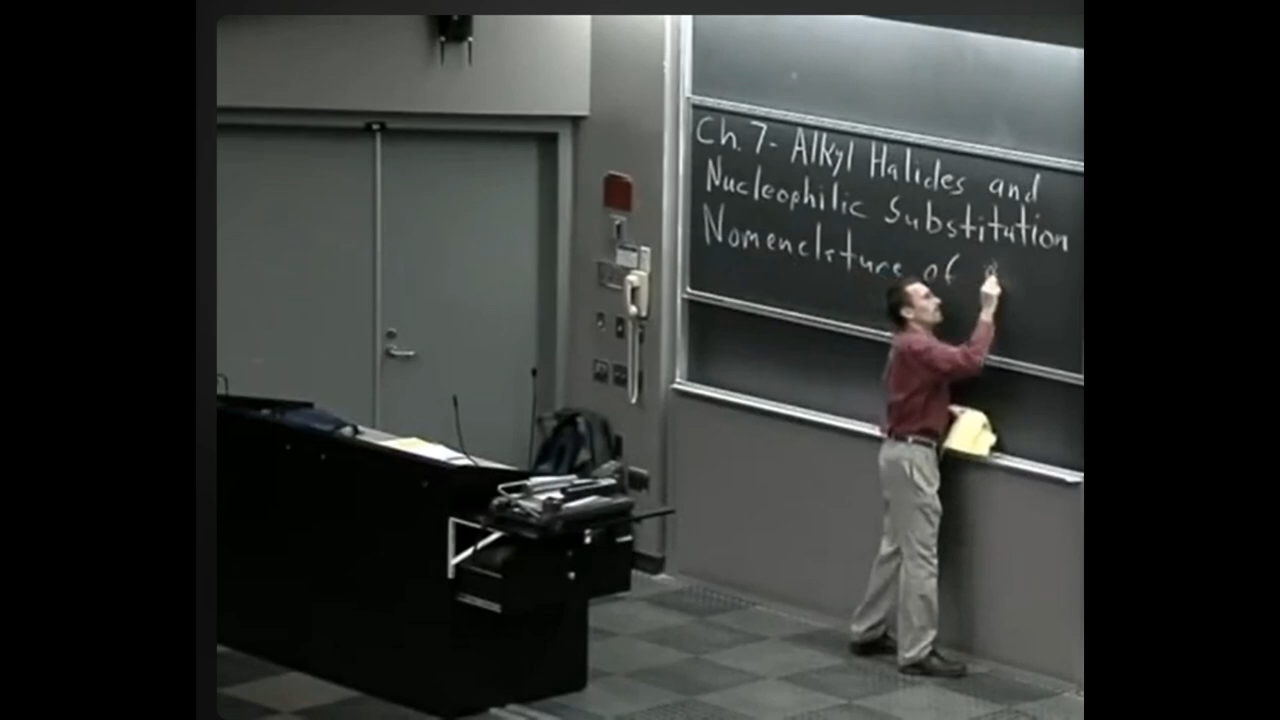 Ch. 7- Alkyl Halides and
Nucleophilic Substitution
Nomenclature of